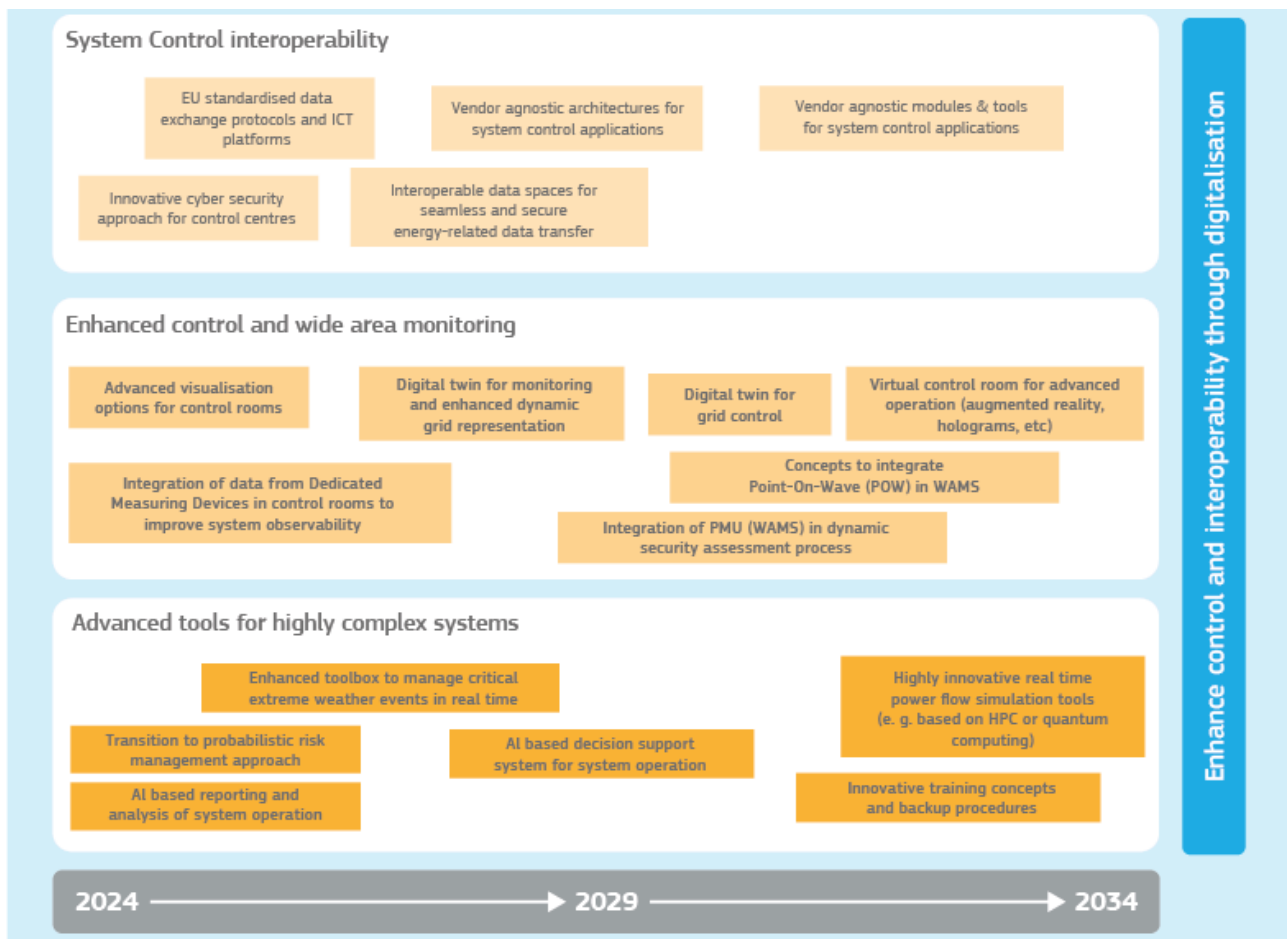 System Control interoperability
EU standardised data
exchange protocols and ICT
platforms
Vendor agnostic architectures for
system control applications
Vendor agnostic modules & tools
for system control applications
Innovative cyber security
approach for control centres
Interoperable data spaces for
seamless and secure
energy-related data transfer
Enhanced control and wide area monitoring
Advanced visualisation
options for control rooms
Digital twin for monitoring
and enhanced dynamic
grid representation
Digital twin for
grid control
Virtual control room for advanced
operation (augmented reality,
holograms, etc)
Integration of data from Dedicated
Measuring Devices in control rooms to
improve system observability
Concepts to integrate
Point-On-Wave (POW) in WAMS
Integration of PMU (WAMS) in dynamic
security assessment process
Advanced tools for highly complex systems
Enhanced toolbox to manage critical
extreme weather events in real time
Highly innovative real time
power flow simulation tools
(e. g. based on HPC or quantum
computing)
Transition to probabilistic risk
management approach
AI based decision support
system for system operation
AI based reporting and
analysis of system operation
Innovative training concepts
and backup procedures
2024 2029 2034
Enhance control and interoperability through digitalisation